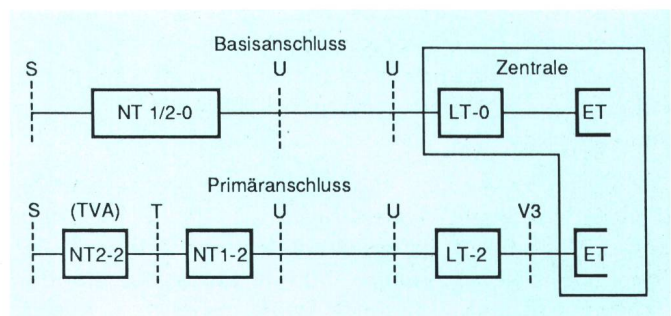 Basisanschluss
S U U Zentrale
NT 1/2-0 LT-0 ET
Primäranschluss
S (TVA) T U U V3
NT2-2 NT1-2 LT-2 ET